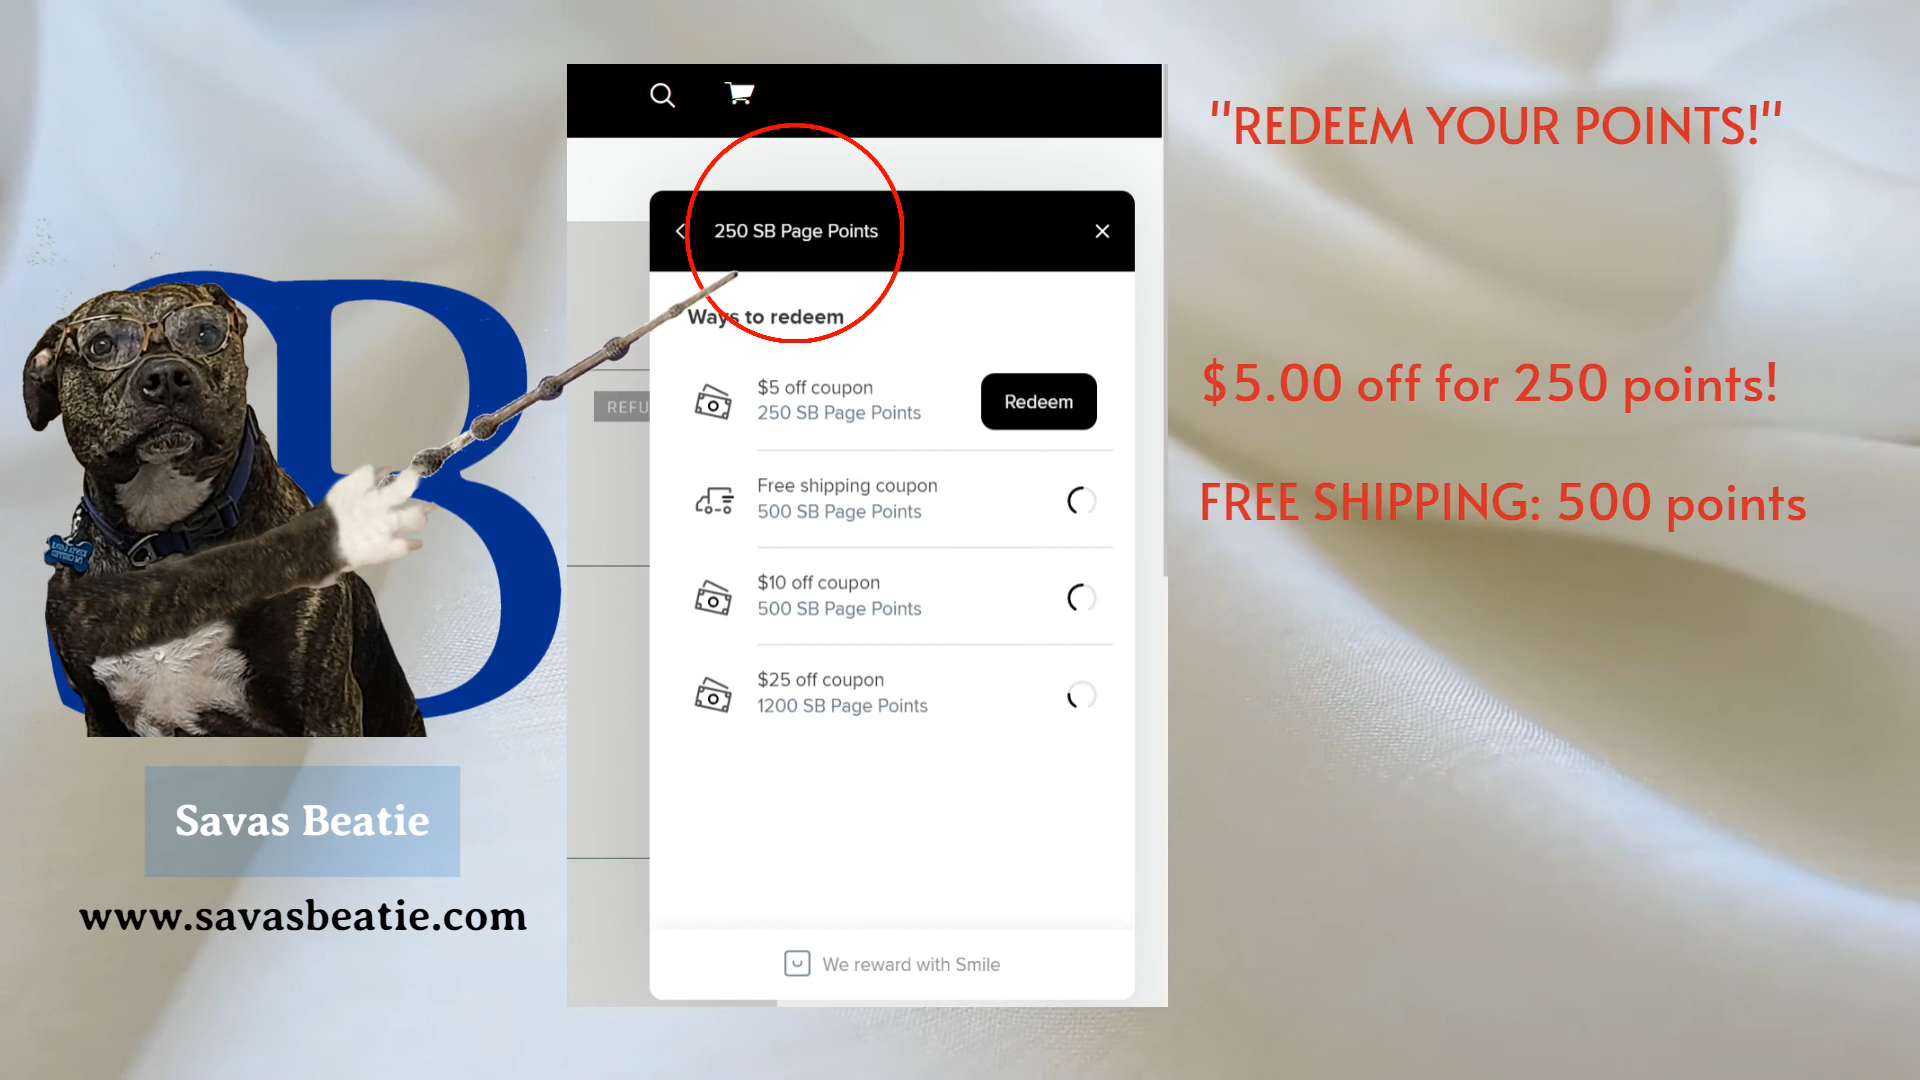 "REDEEM YOUR POINTS!"
250 SB Page Points
Ways to redeem
$5 off coupon
250 SB Page Points
Redeem
$5.00 off for 250 points!
REFU
Free shipping coupon
500 SB Page Points
FREE SHIPPING: 500 points
$10 off coupon
500 SB Page Points
$25 off coupon
1200 SB Page Points
Savas Beatie
www.savasbeatie.com
We reward with Smile